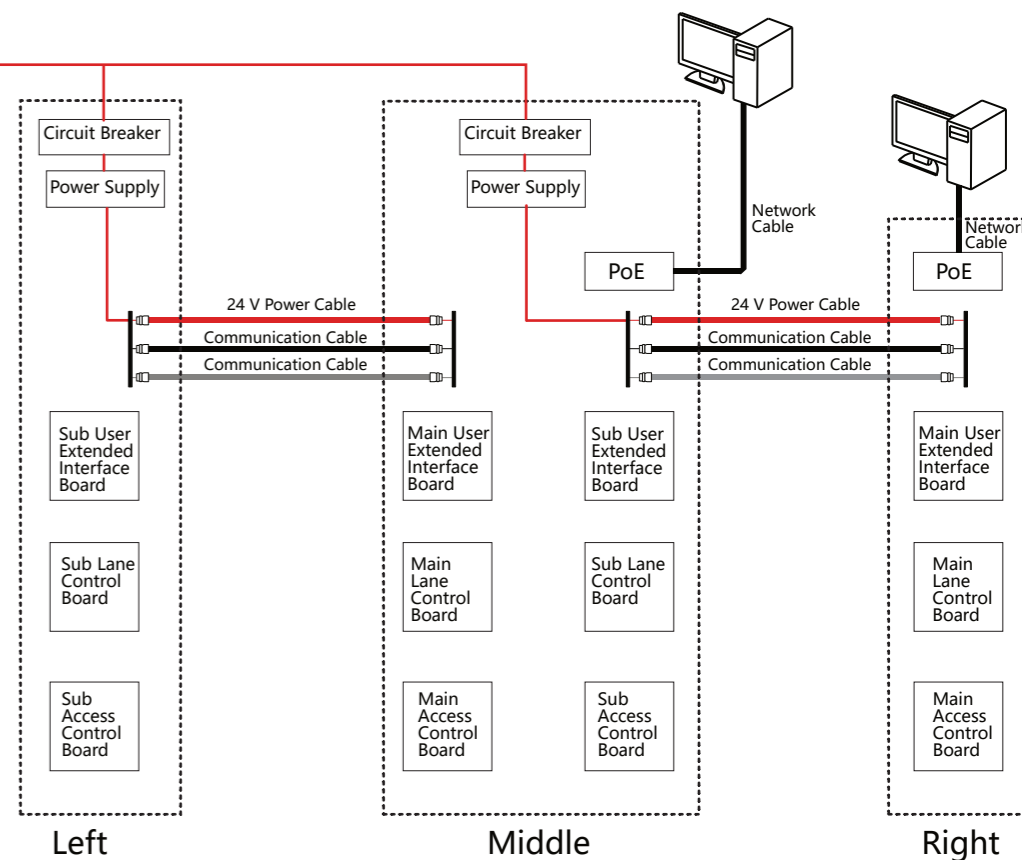 Circuit Breaker
Power Supply
Circuit Breaker
Power Supply
Network
Cable
Network
Cable
PoE
PoE
24 V Power Cable
Communication Cable
Communication Cable
24 V Power Cable
Communication Cable
Communication Cable
Sub User
Extended
Interface
Board
Main User
Extended
Interface
Board
Sub User
Extended
Interface
Board
Main User
Extended
Interface
Board
Sub Lane
Control
Board
Main
Lane
Control
Board
Sub Lane
Control
Board
Main
Lane
Control
Board
Sub
Access
Control
Board
Main
Access
Control
Board
Sub
Access
Control
Board
Main
Access
Control
Board
Left
Middle
Right